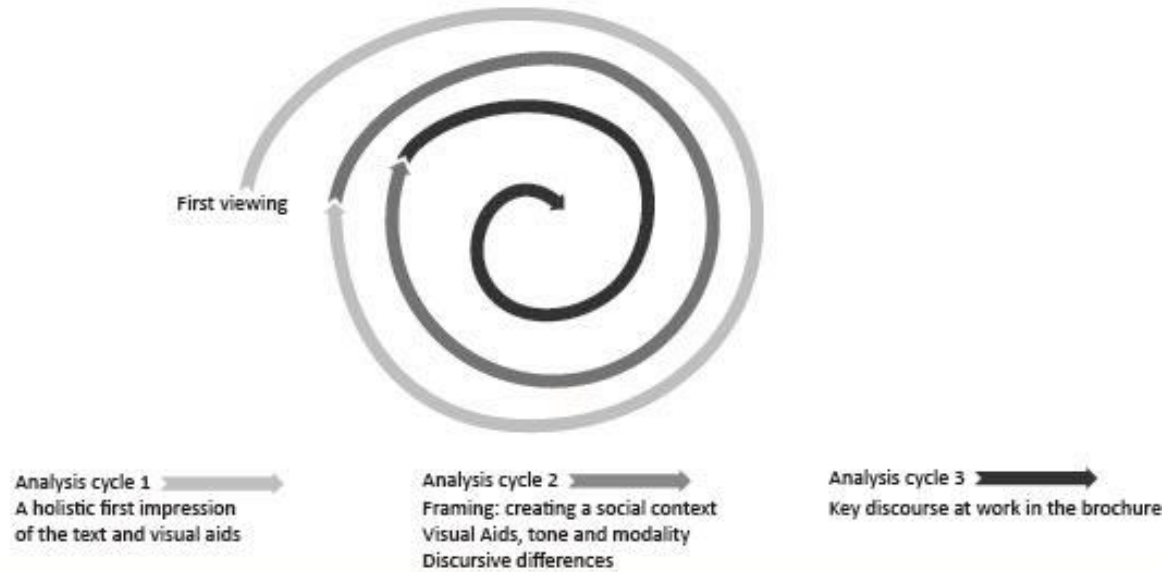 First viewing
Analysis cycle 1
A holistic first impression
of the text and visual aids
Analysis cycle 2
Framing: creating a social context
Visual Aids, tone and modality
Discursive differences
Analysis cycle 3
Key discourse at work in the brochure